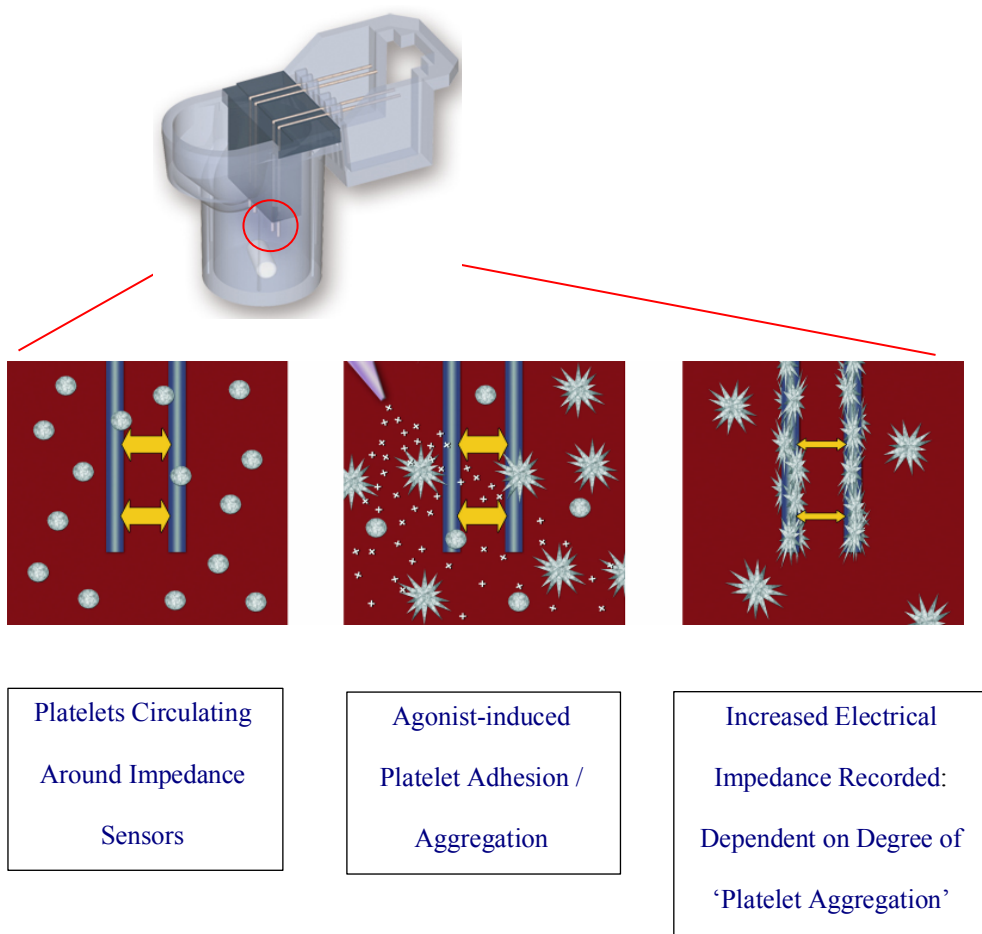 Platelets Circulating
Around Impedance
Sensors
Agonist-induced
Platelet Adhesion /
Aggregation
Increased Electrical
Impedance Recorded:
Dependent on Degree of
‘Platelet Aggregation’